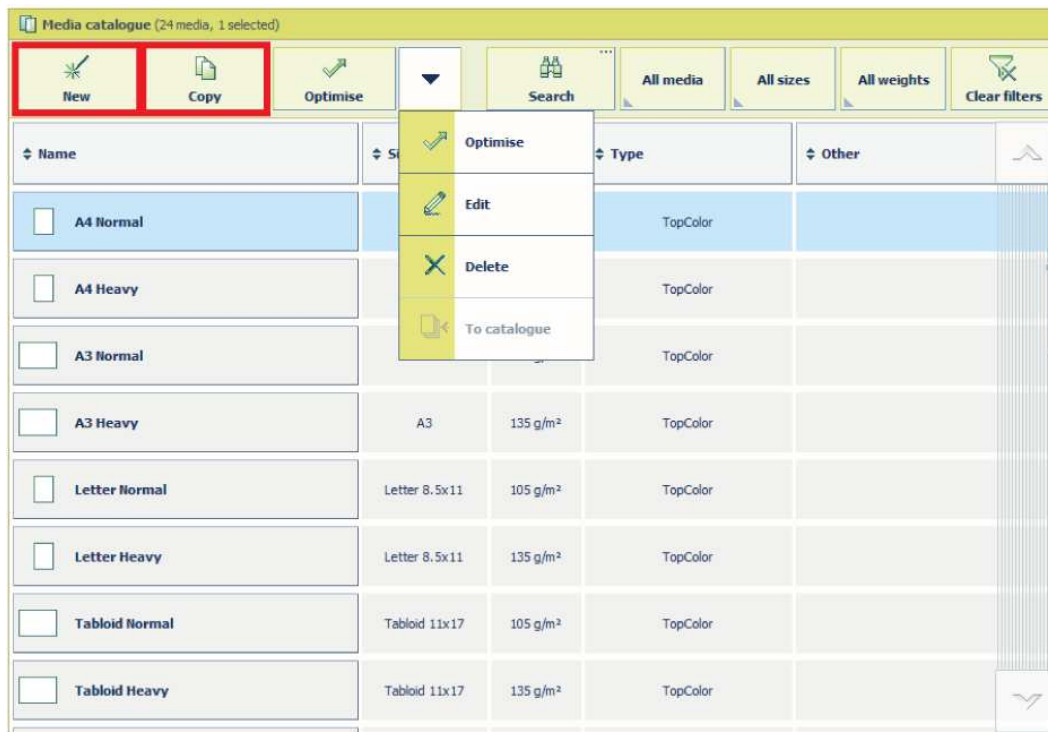 Media catalogue (24 media, 1 selected)
New Copy Optimise Search All media All sizes All weights Clear filters
Name Type Other
Optimise
Edit
Delete
To catalogue
A4 Normal TopColor
A4 Heavy TopColor
A3 Normal TopColor
A3 Heavy A3 135 g/m² TopColor
Letter Normal Letter 8.5x11 105 g/m² TopColor
Letter Heavy Letter 8.5x11 135 g/m² TopColor
Tabloid Normal Tabloid 11x17 105 g/m² TopColor
Tabloid Heavy Tabloid 11x17 135 g/m² TopColor